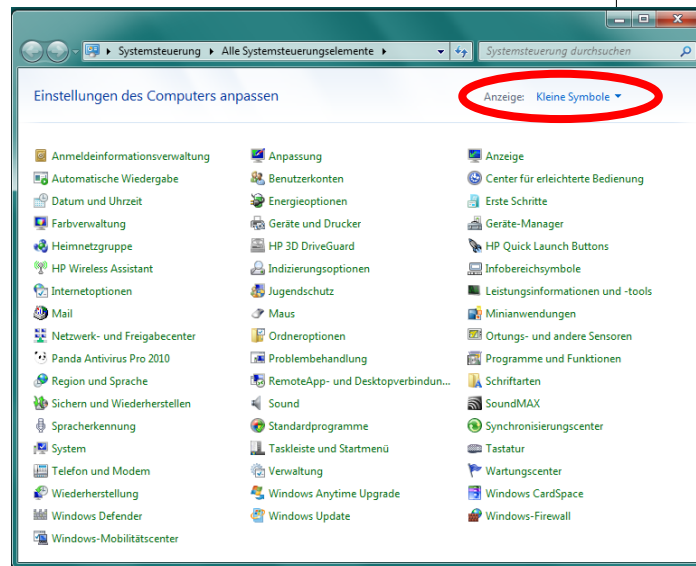 Systemsteuerung Alle Systemsteuerungselemente Systemsteuerung durchsuchen
Einstellungen des Computers anpassen Anzeige: Kleine Symbole
Anmeldeinformationsverwaltung Anpassung Anzeige
Automatische Wiedergabe Benutzerkonten Center für erleichterte Bedienung
Datum und Uhrzeit Energieoptionen Erste Schritte
Farbverwaltung Geräte und Drucker Geräte-Manager
Heimnetzgruppe HP 3D DriveGuard HP Quick Launch Buttons
HP Wireless Assistant Indizierungsoptionen Infobereichsymbole
Internetoptionen Jugendschutz Leistungsinformationen und -tools
Mail Maus Minianwendungen
Netzwerk- und Freigabecenter Ordneroptionen Ortungs- und andere Sensoren
Panda Antivirus Pro 2010 Problembehandlung Programme und Funktionen
Region und Sprache RemoteApp- und Desktopverbindun... Schriftarten
Sichern und Wiederherstellen Sound SoundMAX
Spracherkennung Standardprogramme Synchronisierungscenter
System Taskleiste und Startmenü Tastatur
Telefon und Modem Verwaltung Wartungscenter
Wiederherstellung Windows Anytime Upgrade Windows CardSpace
Windows Defender Windows Update Windows-Firewall
Windows-Mobilitätscenter